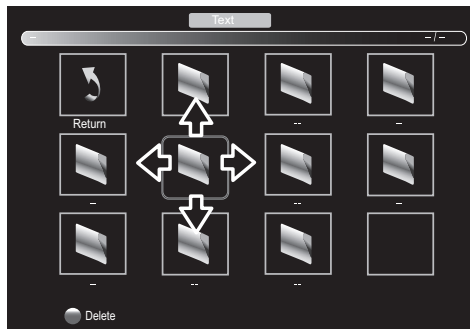 Text
– –/–
Return -- –
– -- –
– -- --
Delete